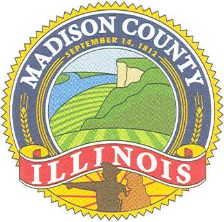 MADISON COUNTY
SEPTEMBER 14, 1812
ILLINOIS